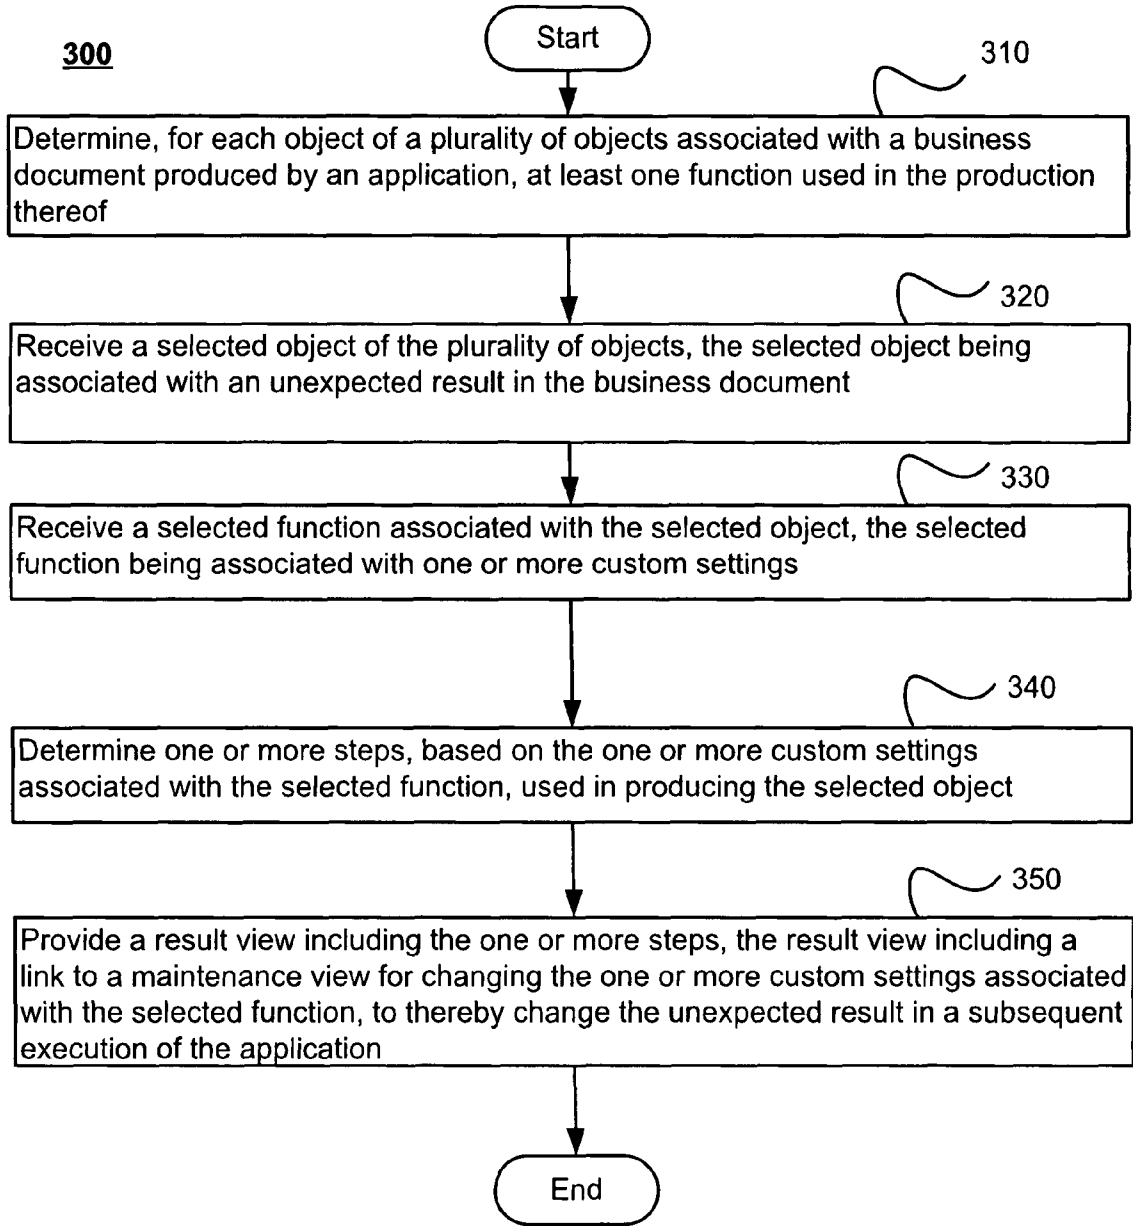 Start
300
310
Determine, for each object of a plurality of objects associated with a business
document produced by an application, at least one function used in the production
thereof
320
Receive a selected object of the plurality of objects, the selected object being
associated with an unexpected result in the business document
330
Receive a selected function associated with the selected object, the selected
function being associated with one or more custom settings
340
Determine one or more steps, based on the one or more custom settings
associated with the selected function, used in producing the selected object
350
Provide a result view including the one or more steps, the result view including a
link to a maintenance view for changing the one or more custom settings associated
with the selected function, to thereby change the unexpected result in a subsequent
execution of the application
End